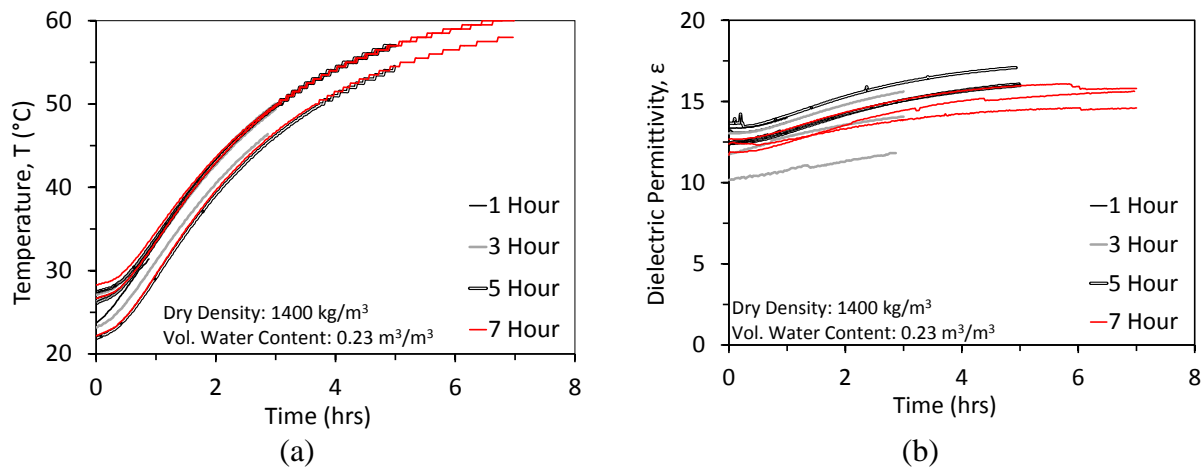 60
50
40
30
20
Temperature, T (°C)
0
2
4
6
8
Time (hrs)
1 Hour
3 Hour
5 Hour
7 Hour
Dry Density: 1400 kg/m³
Vol. Water Content: 0.23 m³/m³
(a)
20
15
10
5
0
Dielectric Permittivity, ε
0
2
4
6
8
Time (hrs)
1 Hour
3 Hour
5 Hour
7 Hour
Dry Density: 1400 kg/m³
Vol. Water Content: 0.23 m³/m³
(b)